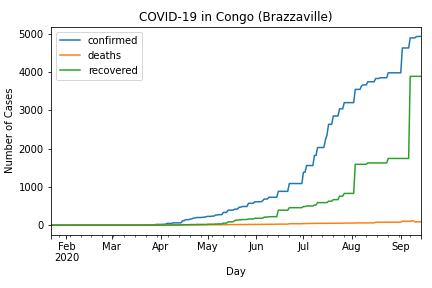 COVID-19 in Congo (Brazzaville)
confirmed
deaths
recovered
Number of Cases
5000
4000
3000
2000
1000
0
Feb Mar Apr May Jun Jul Aug Sep
2020
Day